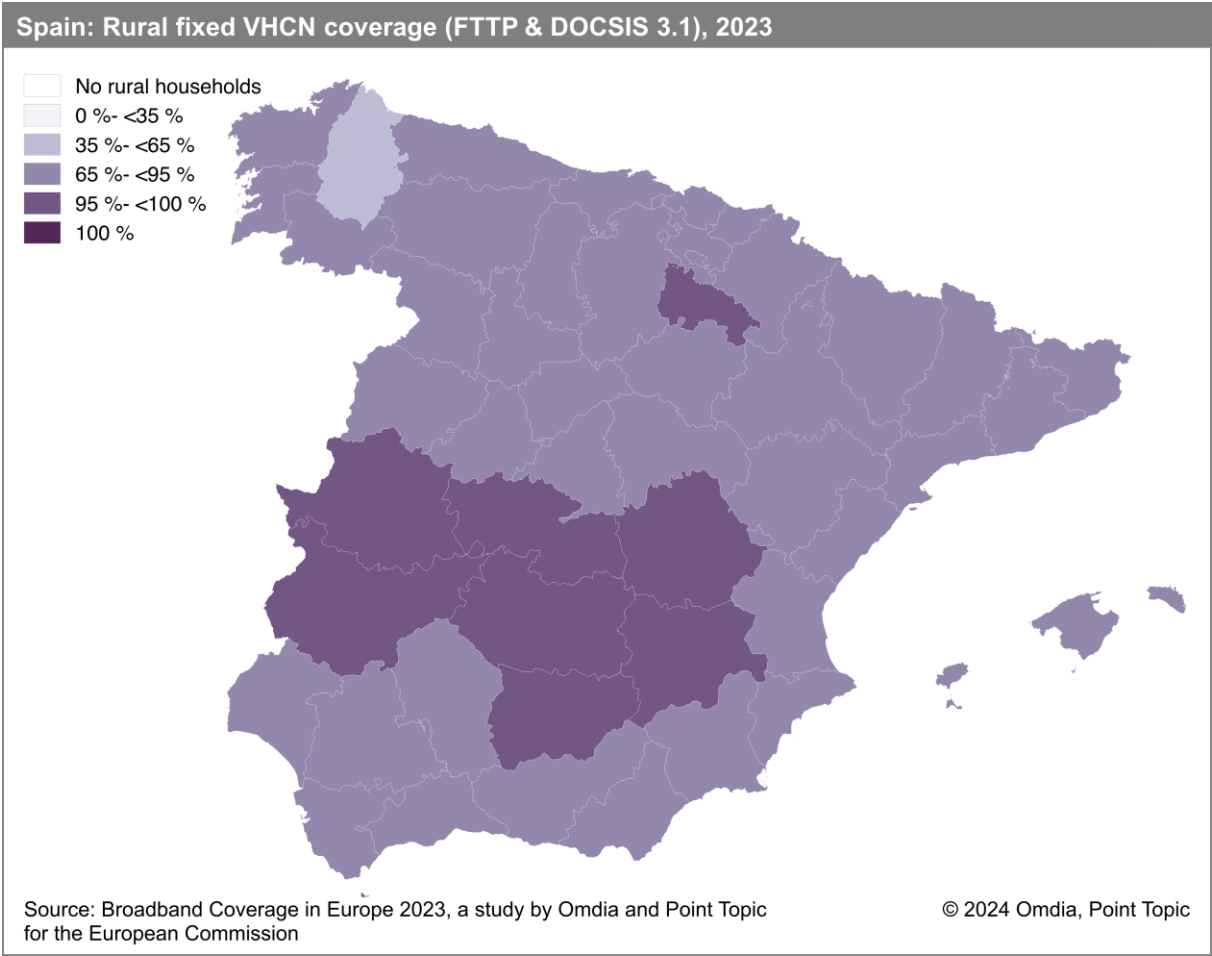 Spain: Rural fixed VHCN coverage (FTTP & DOCSIS 3.1), 2023
No rural households
0 %- <35 %
35 %- <65 %
65 %- <95 %
95 %- <100 %
100 %
Source: Broadband Coverage in Europe 2023, a study by Omdia and Point Topic
for the European Commission
© 2024 Omdia, Point Topic